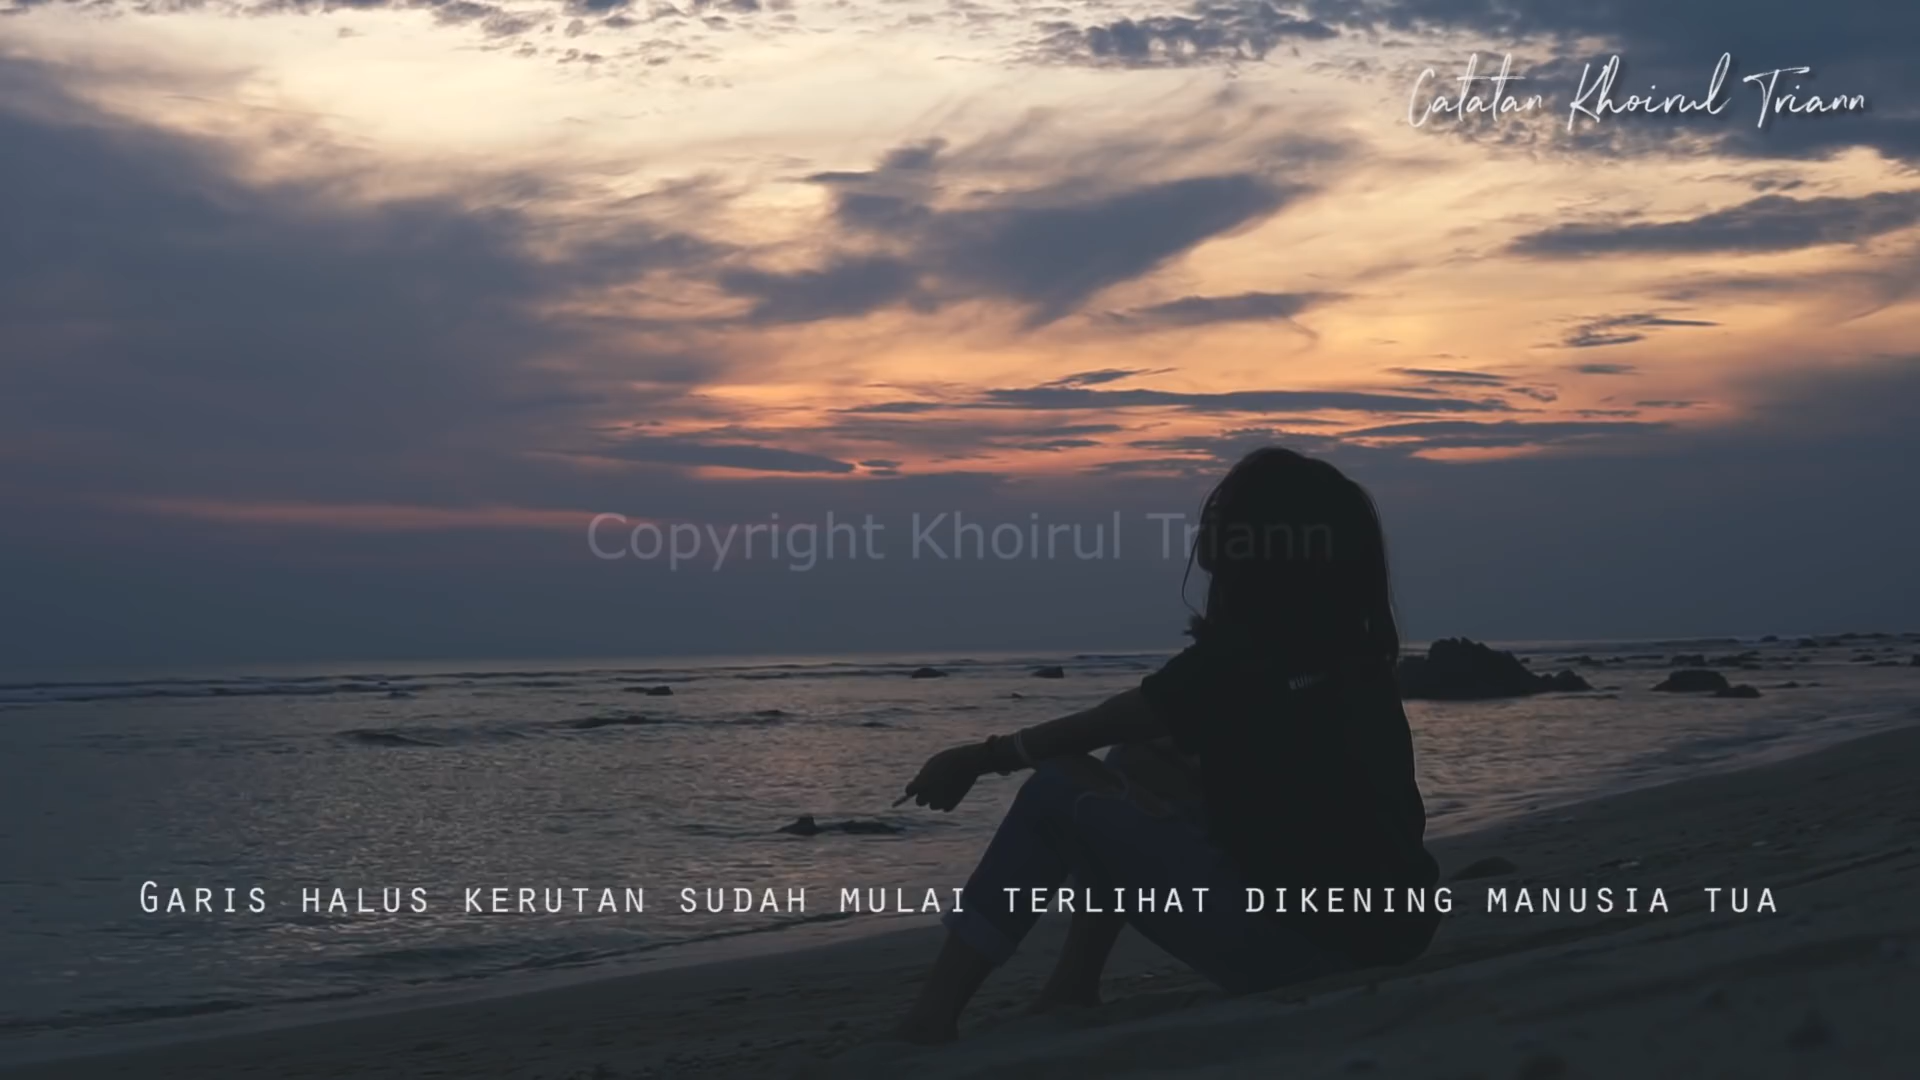 Catatan Khoirul Triann
Copyright Khoirul Triann
Garis halus kerutan sudah mulai terlihat dikening manusia tua